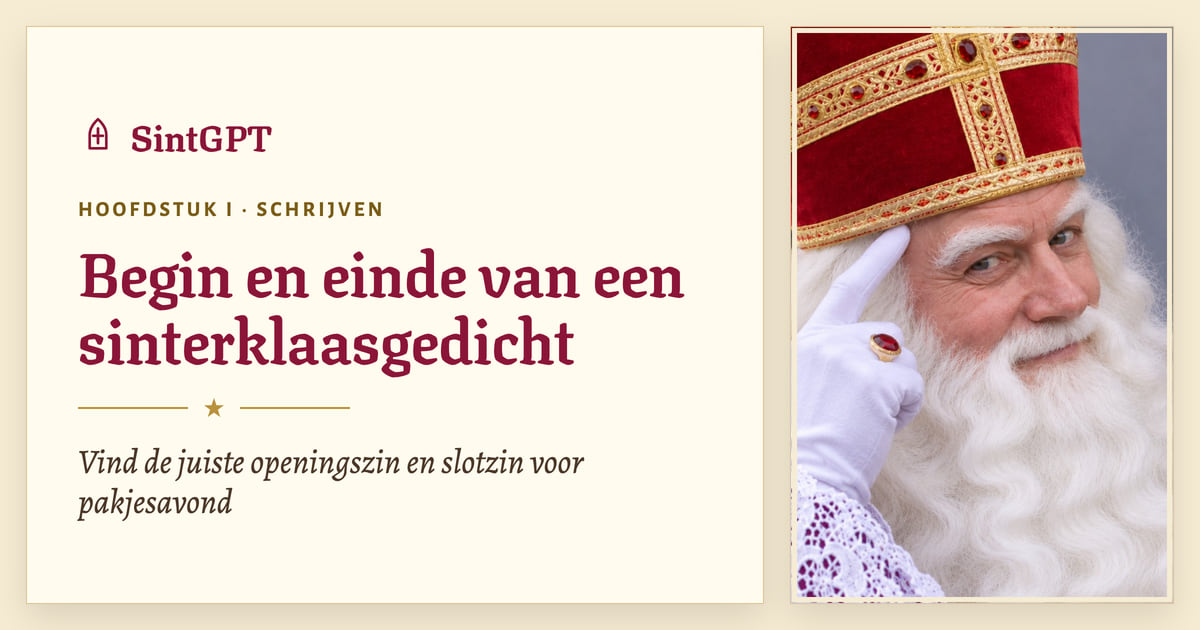 SintGPT
HOOFDSTUK I · SCHRIJVEN
Begin en einde van een
sinterklaasgedicht
Vind de juiste openingszin en slotzin voor
pakjesavond